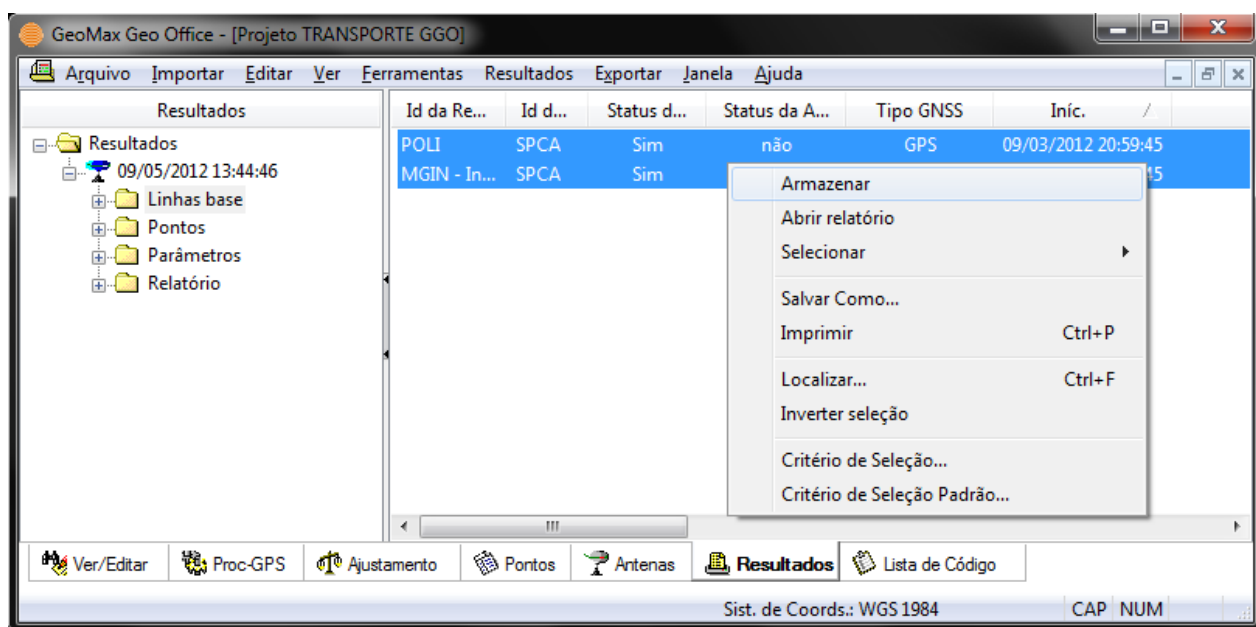 GeoMax Geo Office - [Projeto TRANSPORTE GGO]
Arquivo Importar Editar Ver Ferramentas Resultados Exportar Janela Ajuda
Resultados Id da Re... Id d... Status d... Status da A... Tipo GNSS Iníc.
Resultados
POLI SPCA Sim não GPS 09/03/2012 20:59:45
09/05/2012 13:44:46
MGIN - In... SPCA Sim 45
Linhas base
Pontos
Parâmetros
Relatório
Armazenar
Abrir relatório
Selecionar
Salvar Como...
Imprimir Ctrl+P
Localizar... Ctrl+F
Inverter seleção
Critério de Seleção...
Critério de Seleção Padrão...
Ver/Editar Proc-GPS Ajustamento Pontos Antenas Resultados Lista de Código
Sist. de Coords.: WGS 1984 CAP NUM